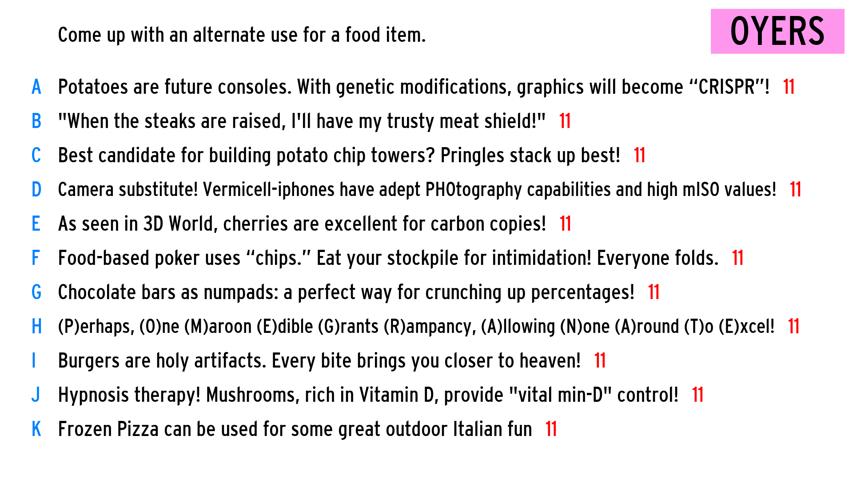 Come up with an alternate use for a food item.
OYERS
A Potatoes are future consoles. With genetic modifications, graphics will become “CRISPR”! 11
B "When the steaks are raised, I'll have my trusty meat shield!" 11
C Best candidate for building potato chip towers? Pringles stack up best! 11
D Camera substitute! Vermicell-iphones have adept PHOtography capabilities and high mISO values! 11
E As seen in 3D World, cherries are excellent for carbon copies! 11
F Food-based poker uses “chips.” Eat your stockpile for intimidation! Everyone folds. 11
G Chocolate bars as numpads: a perfect way for crunching up percentages! 11
H (P)erhaps, (O)ne (M)aroon (E)dible (G)rants (R)ampancy, (A)llowing (N)one (A)round (T)o (E)xcel! 11
I Burgers are holy artifacts. Every bite brings you closer to heaven! 11
J Hypnosis therapy! Mushrooms, rich in Vitamin D, provide "vital min-D" control! 11
K Frozen Pizza can be used for some great outdoor Italian fun 11